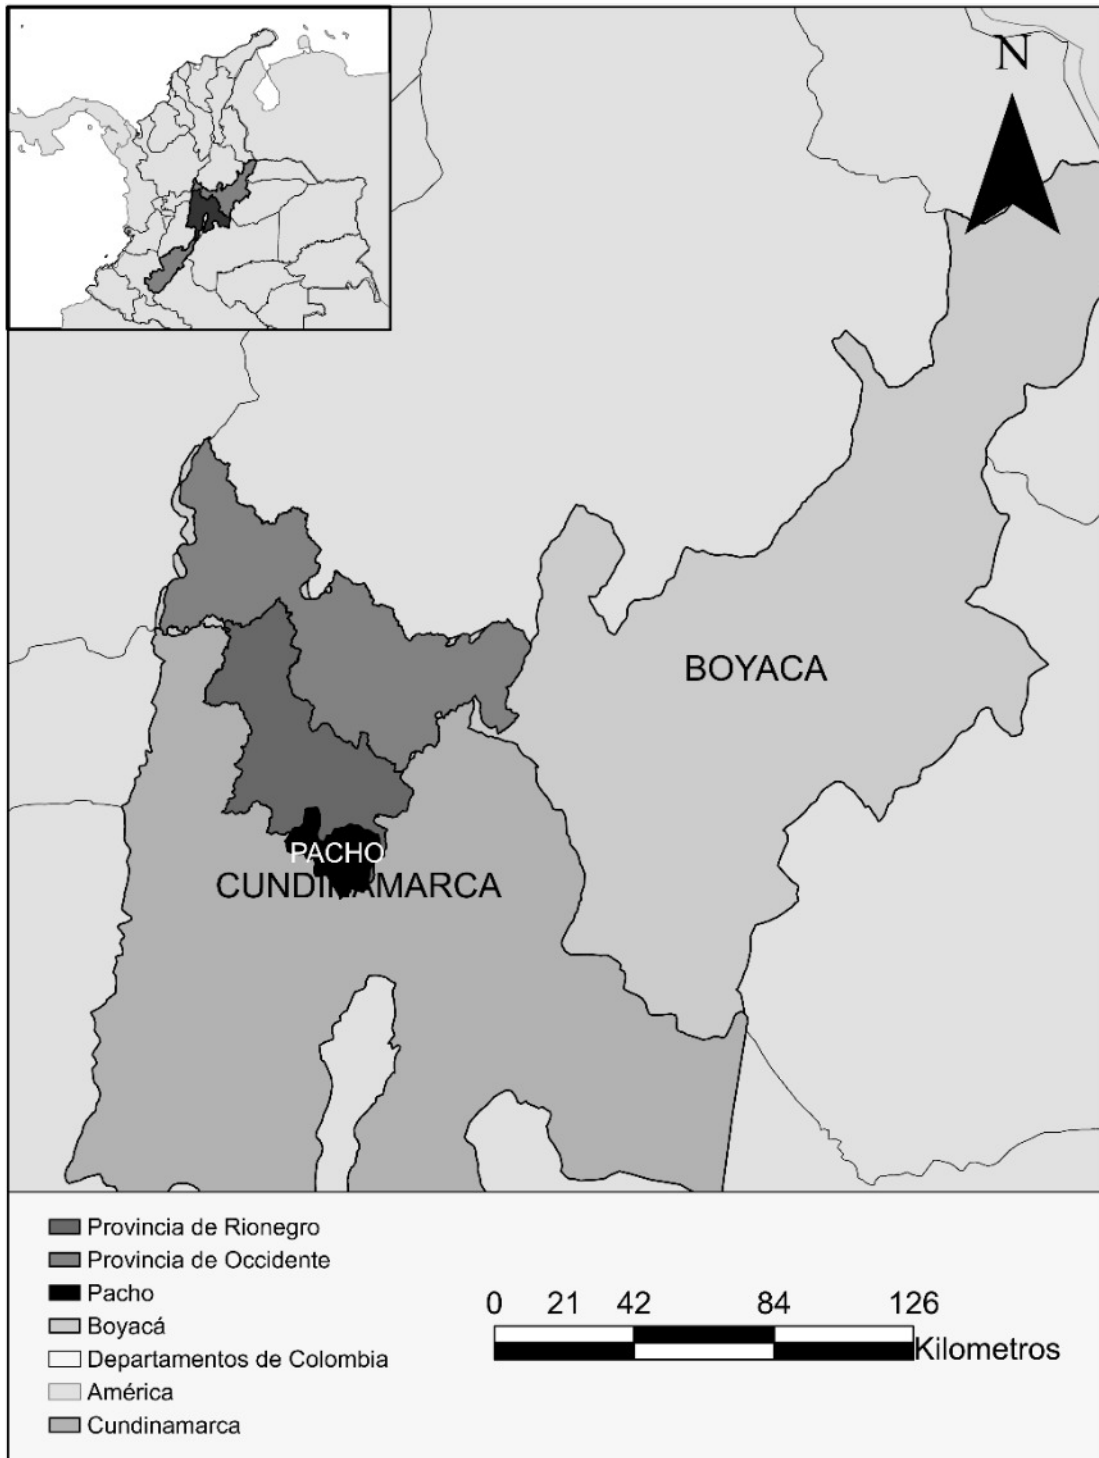 N
BOYACA
PACHO
CUNDINAMARCA
Provincia de Rionegro
Provincia de Occidente
Pacho
Boyacá
Departamentos de Colombia
América
Cundinamarca
0 21 42 84 126
Kilometros